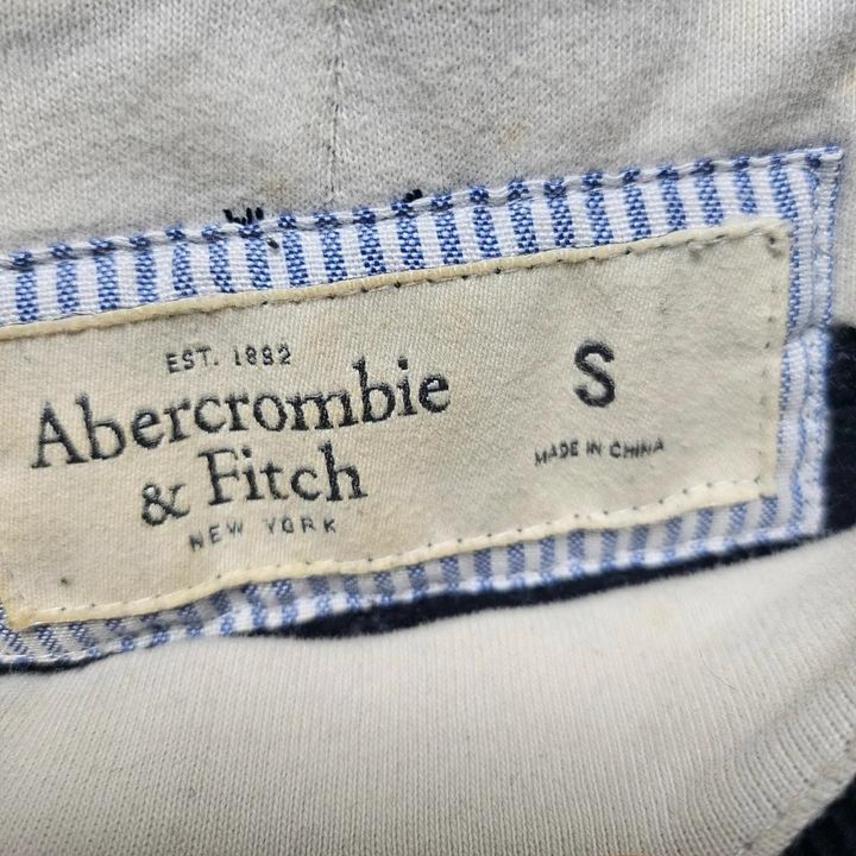 EST. 1892
Abercrombie
& Fitch
NEW YORK
S
MADE IN CHINA